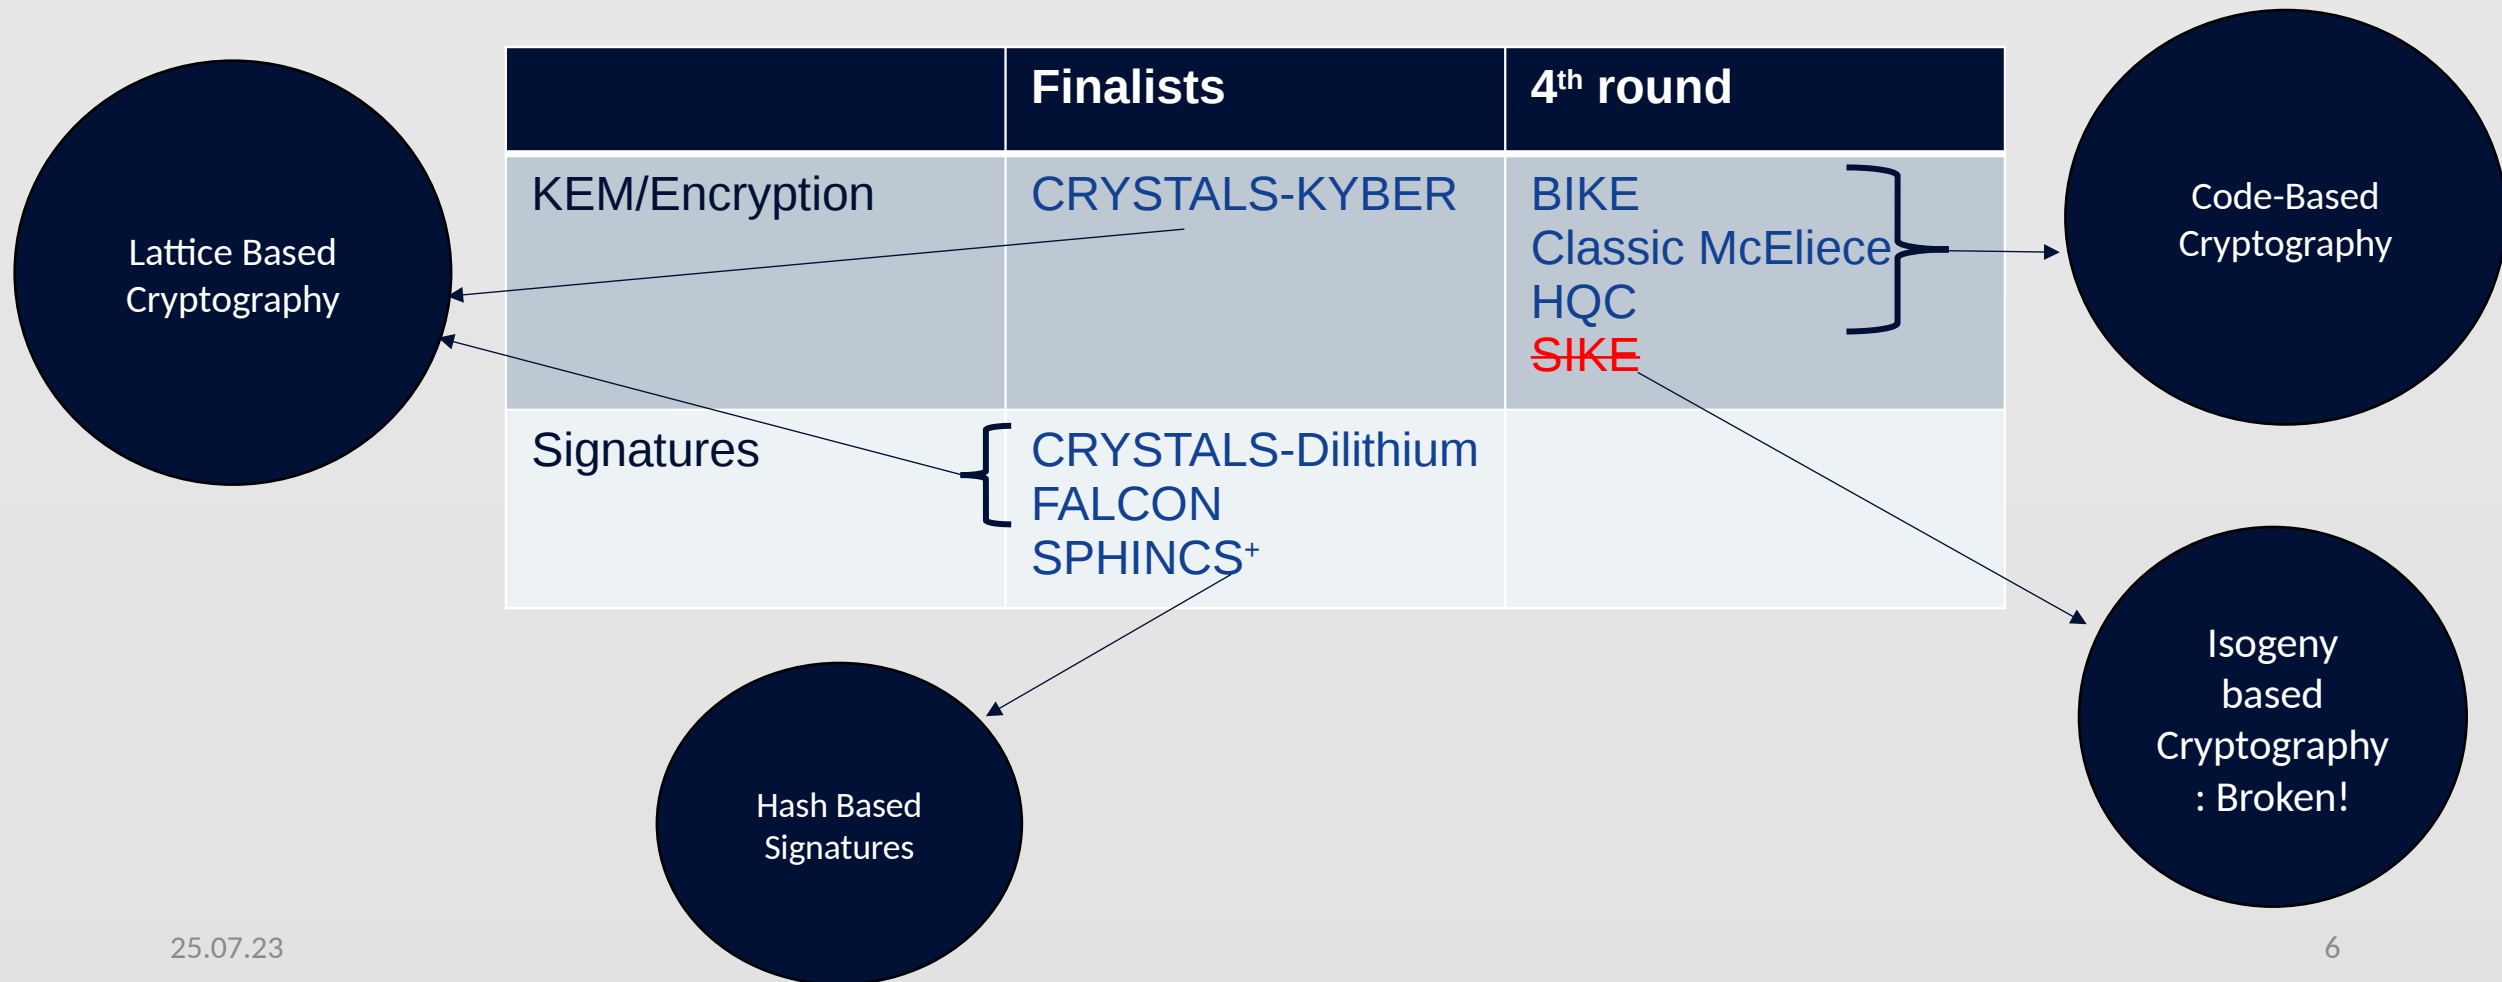 Finalists
4th round
KEM/Encryption
CRYSTALS-KYBER
BIKE
Classic McEliece
HQC
SIKE
Signatures
CRYSTALS-Dilithium
FALCON
SPHINCS+
Lattice Based
Cryptography
Code-Based
Cryptography
Hash Based
Signatures
Isogeny
based
Cryptography
: Broken!
25.07.23
6